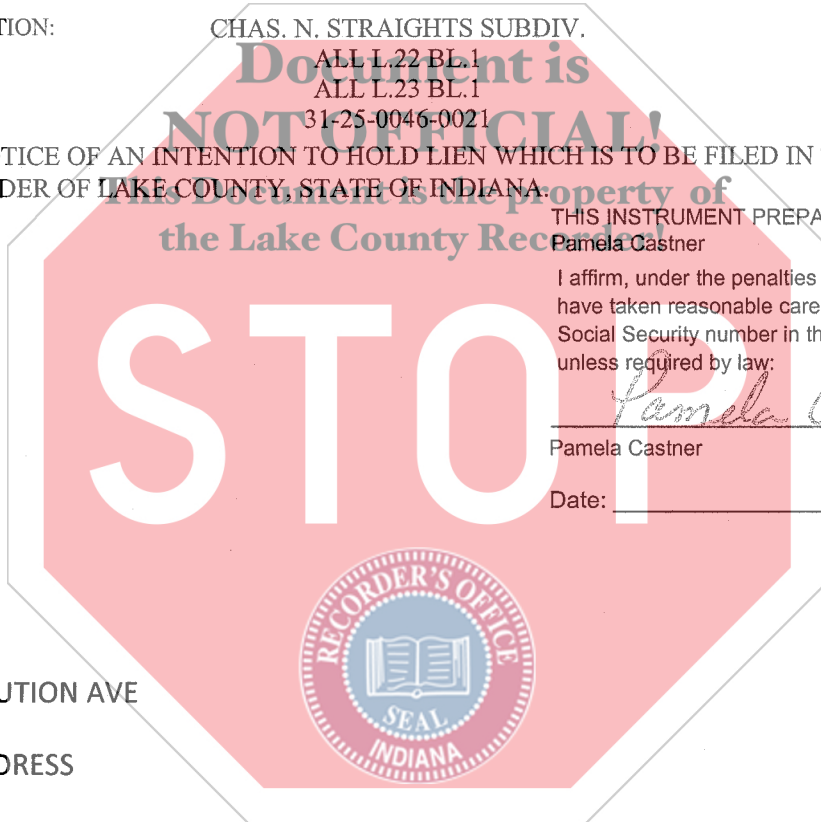 TION: CHAS. N. STRAIGHTS SUBDIV.
ALL L.22 BL.1
ALL L.23 BL.1
31-25-0046-0021
Document is
NOT OFFICIAL!
This Document is the property of
the Lake County Recorder!
TICE OF AN INTENTION TO HOLD LIEN WHICH IS TO BE FILED IN
DER OF LAKE COUNTY, STATE OF INDIANA.
THIS INSTRUMENT PREPA
Pamela Castner
I affirm, under the penalties
have taken reasonable care
Social Security number in th
unless required by law:
Pamela C
Pamela Castner
Date:
STOP
RECORDER'S OFFICE
SEAL
INDIANA
UTION AVE
DRESS